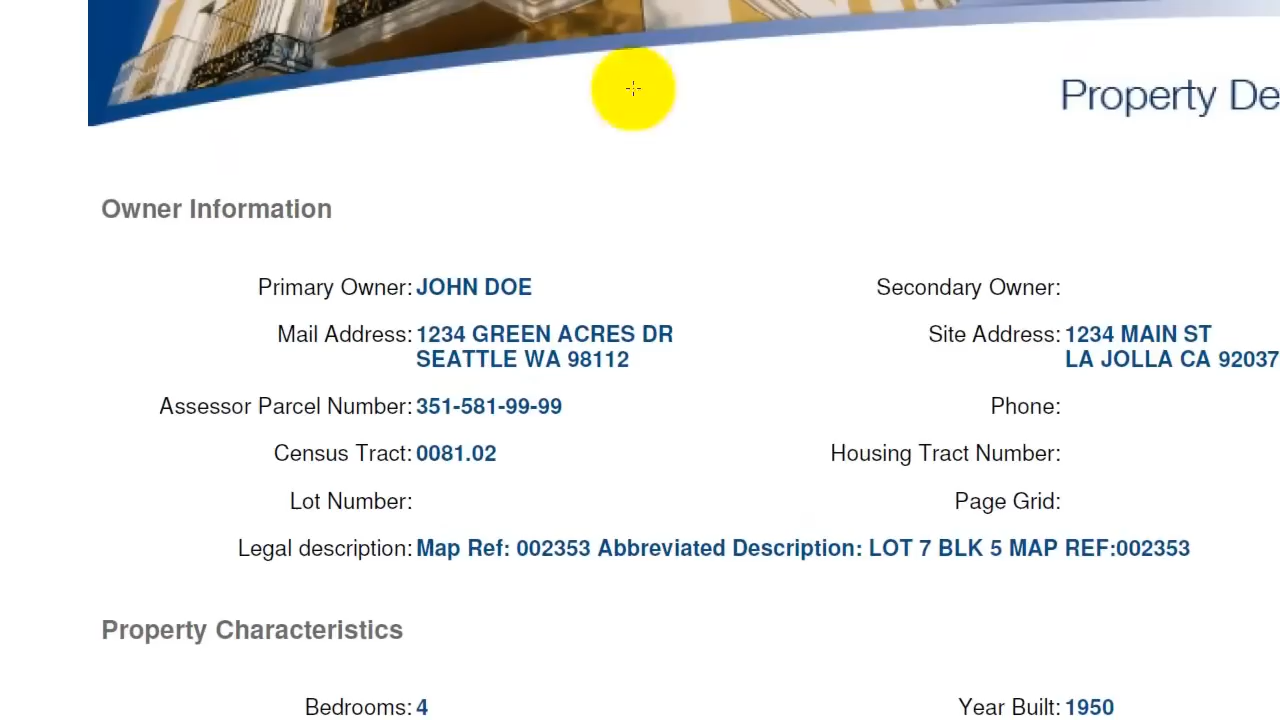 Property De
Owner Information
Primary Owner: JOHN DOE
Secondary Owner:
Mail Address: 1234 GREEN ACRES DR
SEATTLE WA 98112
Site Address: 1234 MAIN ST
LA JOLLA CA 92037
Assessor Parcel Number: 351-581-99-99
Phone:
Census Tract: 0081.02
Housing Tract Number:
Lot Number:
Page Grid:
Legal description: Map Ref: 002353 Abbreviated Description: LOT 7 BLK 5 MAP REF:002353
Property Characteristics
Bedrooms: 4
Year Built: 1950